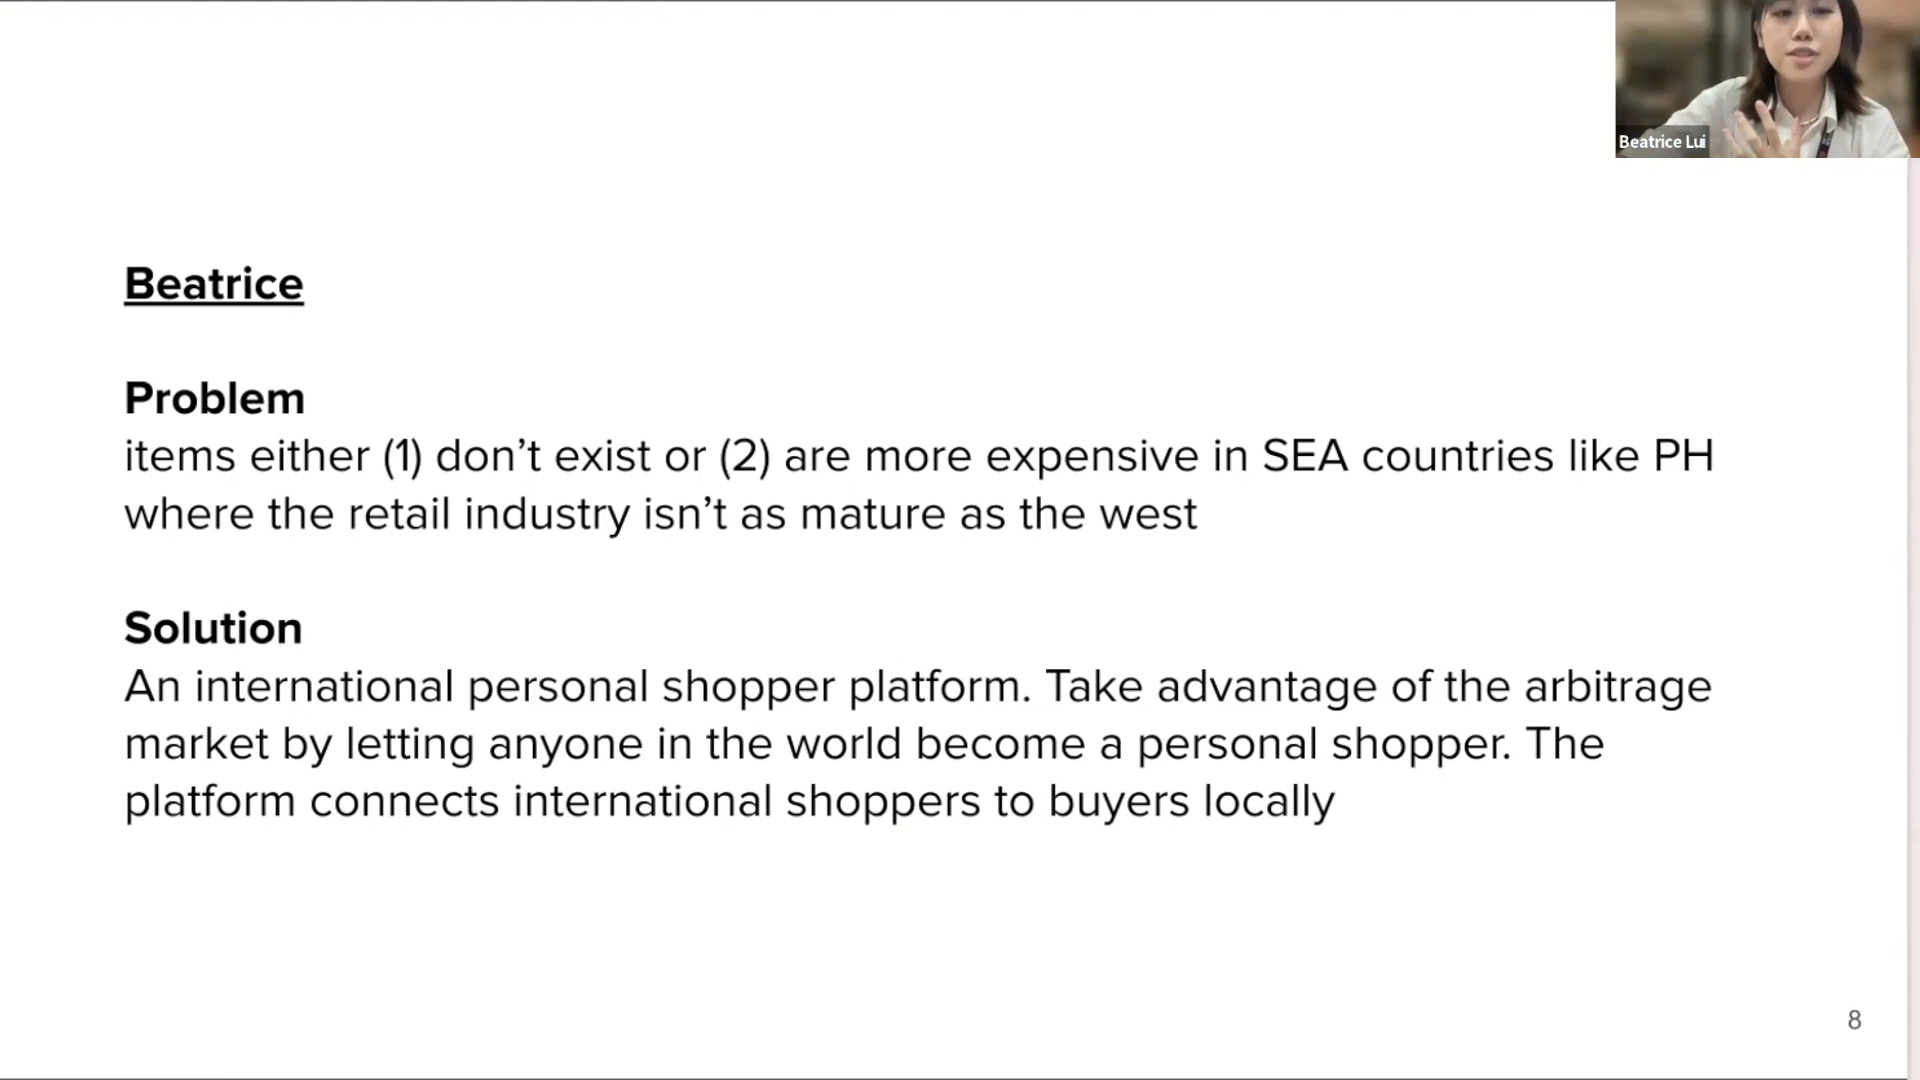 Beatrice Lui
Beatrice
Problem
items either (1) don’t exist or (2) are more expensive in SEA countries like PH
where the retail industry isn’t as mature as the west
Solution
An international personal shopper platform. Take advantage of the arbitrage
market by letting anyone in the world become a personal shopper. The
platform connects international shoppers to buyers locally
8